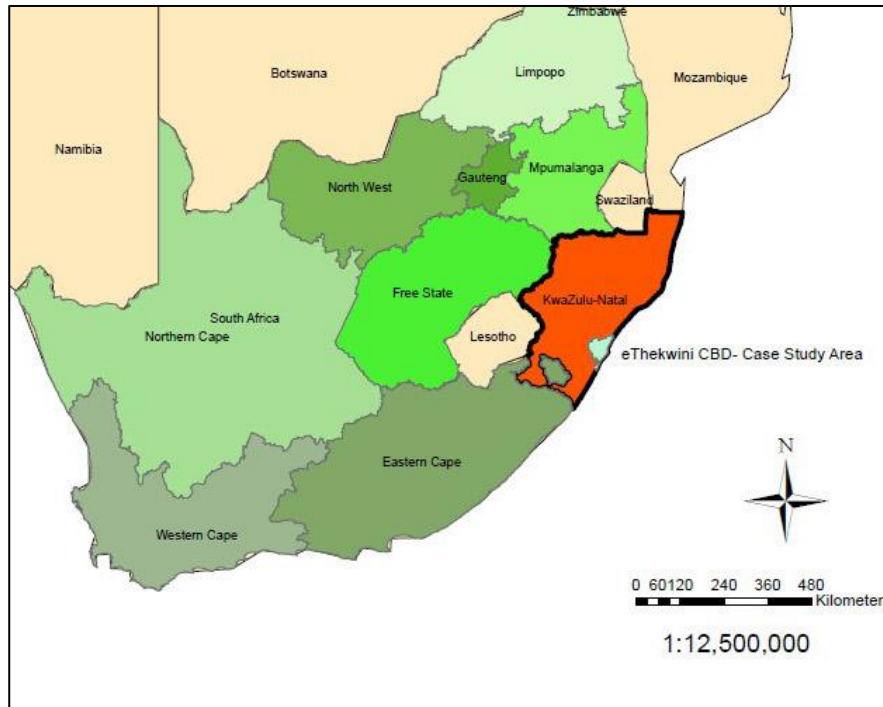 Zimbabwe
Botswana
Limpopo
Mozambique
Namibia
North West
Gauteng
Mpumalanga
Swaziland
Free State
KwaZulu-Natal
South Africa
Northern Cape
Lesotho
eThekwini CBD- Case Study Area
Eastern Cape
N
Western Cape
0 60120 240 360 480
Kilometer
1:12,500,000